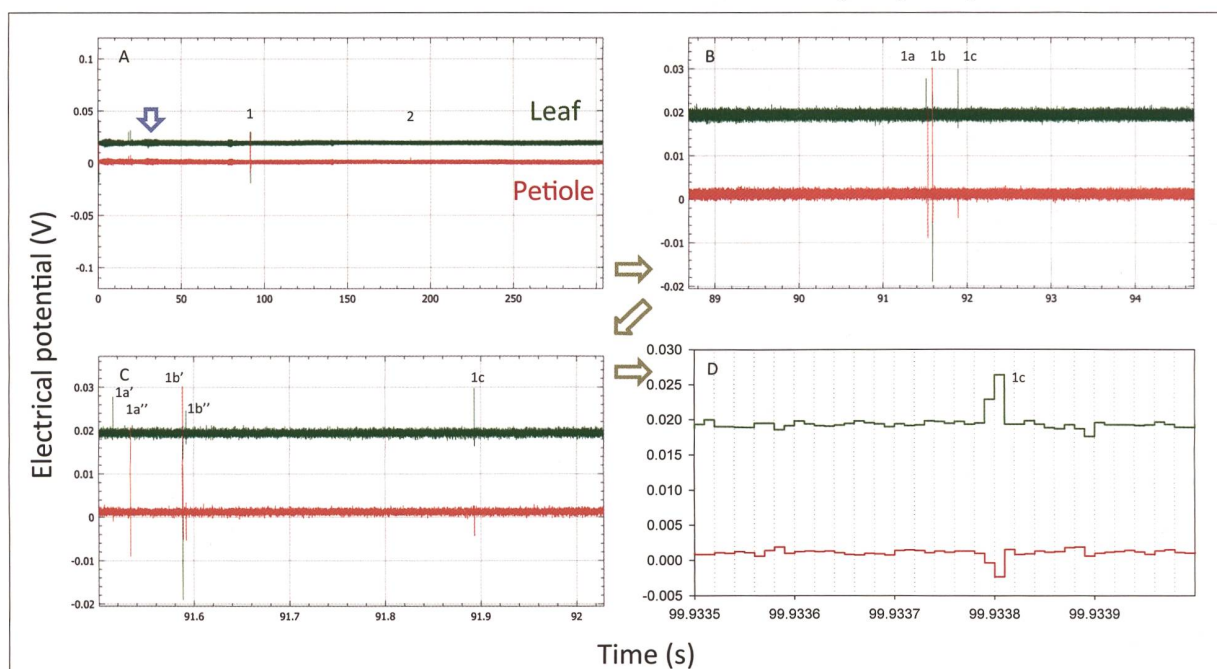 Electrical potential (V)
A
0.1
0.05
0
-0.05
-0.1
1
2
Leaf
Petiole
0 50 100 150 200 250
B
1a 1b 1c
0.03
0.02
0.01
0
-0.01
-0.02
89 90 91 92 93 94
C
1a’
1a’’
1b’
1b’’
1c
0.03
0.02
0.01
0
-0.01
-0.02
91.6 91.7 91.8 91.9 92
D
1c
0.030
0.025
0.020
0.015
0.010
0.005
0.000
-0.005
99.9335 99.9336 99.9337 99.9338 99.9339
Time (s)